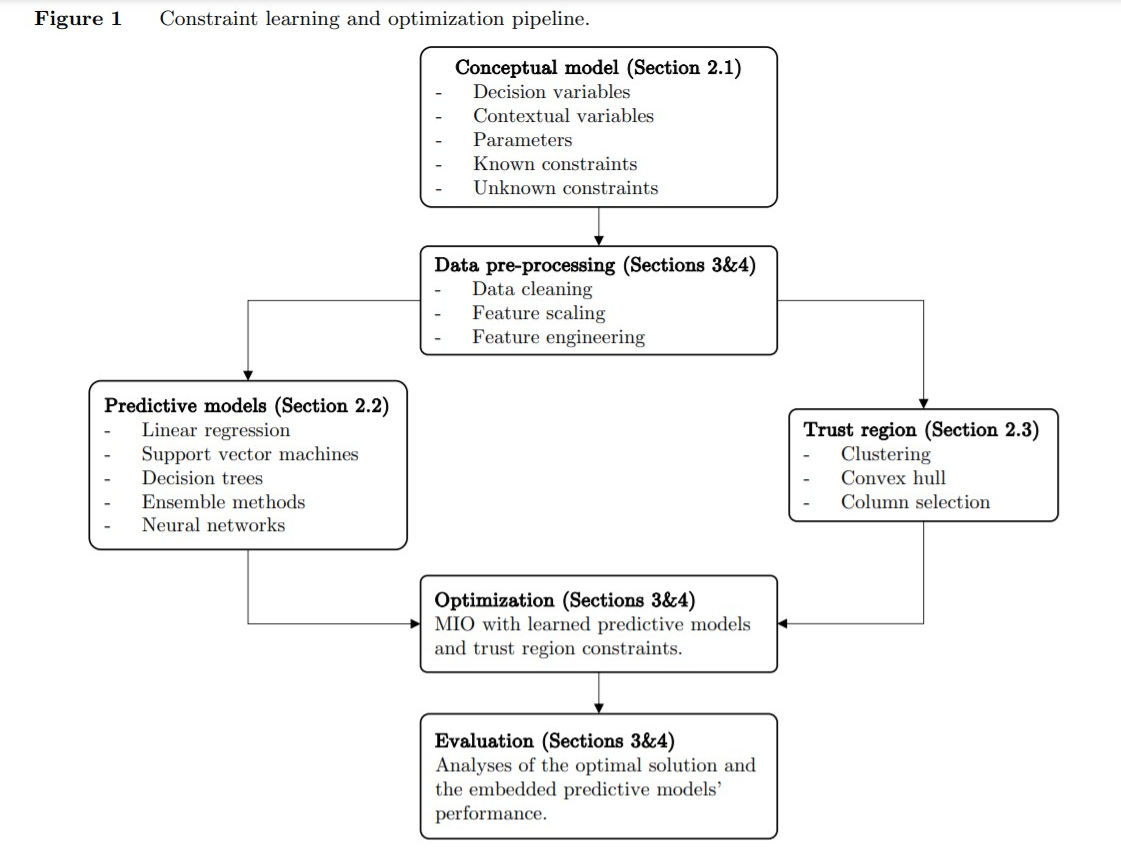 Figure 1 Constraint learning and optimization pipeline.
Conceptual model (Section 2.1)
- Decision variables
- Contextual variables
- Parameters
- Known constraints
- Unknown constraints
Data pre-processing (Sections 3&4)
- Data cleaning
- Feature scaling
- Feature engineering
Predictive models (Section 2.2)
- Linear regression
- Support vector machines
- Decision trees
- Ensemble methods
- Neural networks
Trust region (Section 2.3)
- Clustering
- Convex hull
- Column selection
Optimization (Sections 3&4)
MIO with learned predictive models
and trust region constraints.
Evaluation (Sections 3&4)
Analyses of the optimal solution and
the embedded predictive models’
performance.